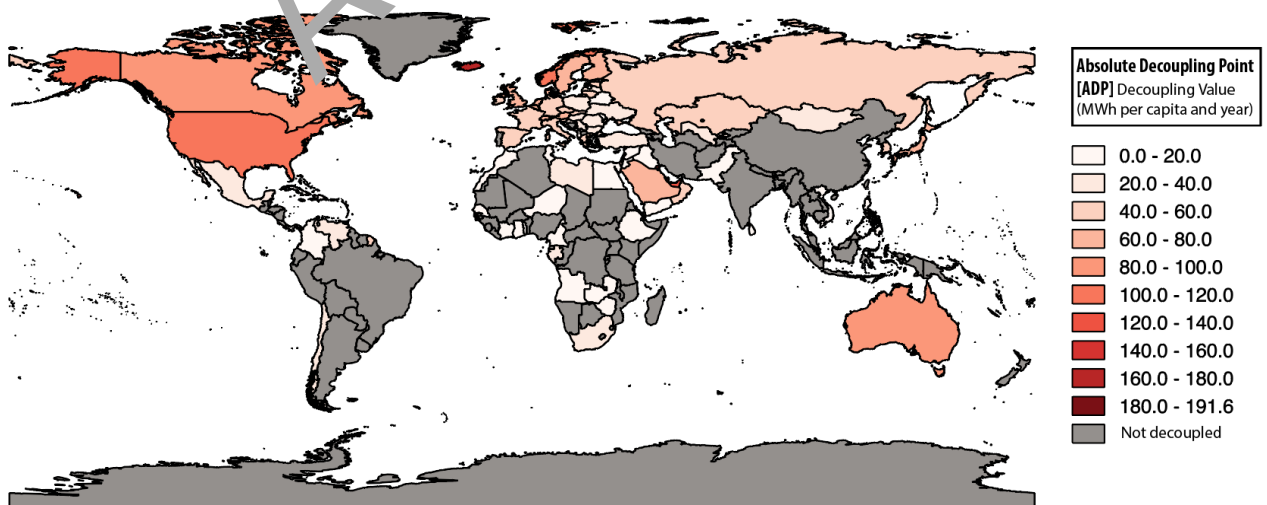 Absolute Decoupling Point
[ADP] Decoupling Value
(MWh per capita and year)
0.0 - 20.0
20.0 - 40.0
40.0 - 60.0
60.0 - 80.0
80.0 - 100.0
100.0 - 120.0
120.0 - 140.0
140.0 - 160.0
160.0 - 180.0
180.0 - 191.6
Not decoupled